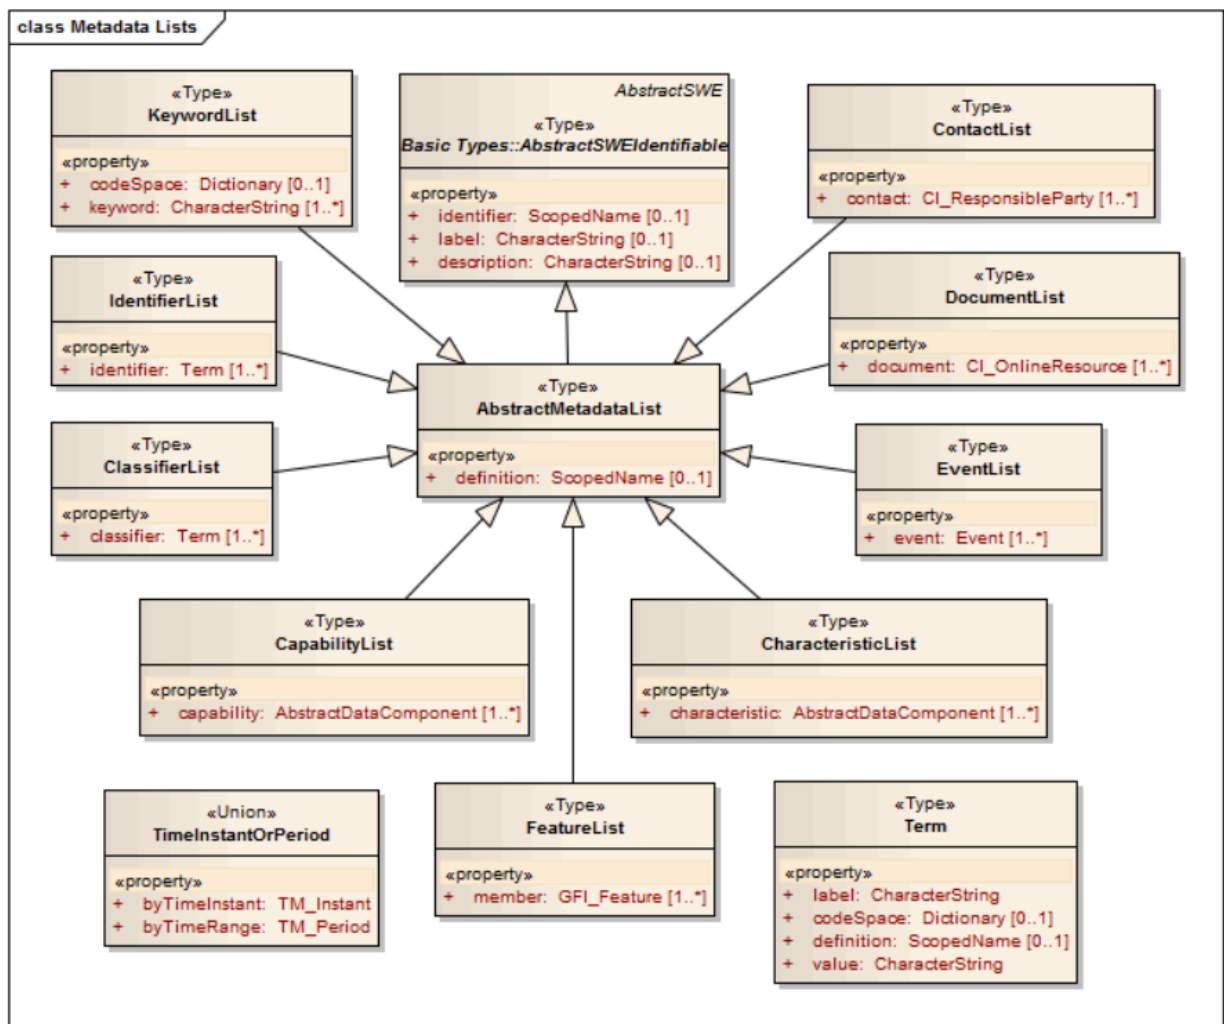 class Metadata Lists
«Type»
KeywordList
«property»
+ codeSpace: Dictionary [0..1]
+ keyword: CharacterString [1..*]
AbstractSWE
«Type»
Basic Types::AbstractSWEIdentifiable
«property»
+ identifier: ScopedName [0..1]
+ label: CharacterString [0..1]
+ description: CharacterString [0..1]
«Type»
ContactList
«property»
+ contact: CI_ResponsibleParty [1..*]
«Type»
IdentifierList
«property»
+ identifier: Term [1..*]
«Type»
DocumentList
«property»
+ document: CI_OnlineResource [1..*]
«Type»
AbstractMetadataList
«property»
+ definition: ScopedName [0..1]
«Type»
ClassifierList
«property»
+ classifier: Term [1..*]
«Type»
EventList
«property»
+ event: Event [1..*]
«Type»
CapabilityList
«property»
+ capability: AbstractDataComponent [1..*]
«Type»
CharacteristicList
«property»
+ characteristic: AbstractDataComponent [1..*]
«Union»
TimeInstantOrPeriod
«property»
+ byTimeInstant: TM_Instant
+ byTimeRange: TM_Period
«Type»
FeatureList
«property»
+ member: GFI_Feature [1..*]
«Type»
Term
«property»
+ label: CharacterString
+ codeSpace: Dictionary [0..1]
+ definition: ScopedName [0..1]
+ value: CharacterString